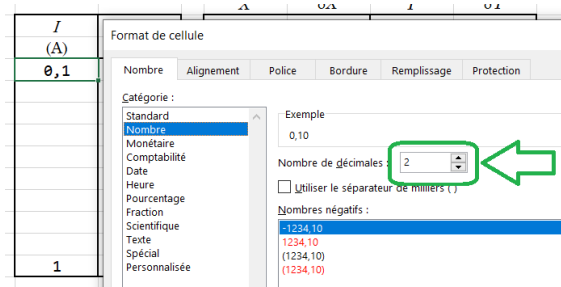 I
(A)
0,1
1
Format de cellule
Nombre Alignement Police Bordure Remplissage Protection
Catégorie :
Standard
Nombre
Monétaire
Comptabilité
Date
Heure
Pourcentage
Fraction
Scientifique
Texte
Spécial
Personnalisée
Exemple
0,10
Nombre de décimales : 2
Utiliser le séparateur de milliers ( )
Nombres négatifs :
-1234,10
1234,10
(1234,10)
(1234,10)